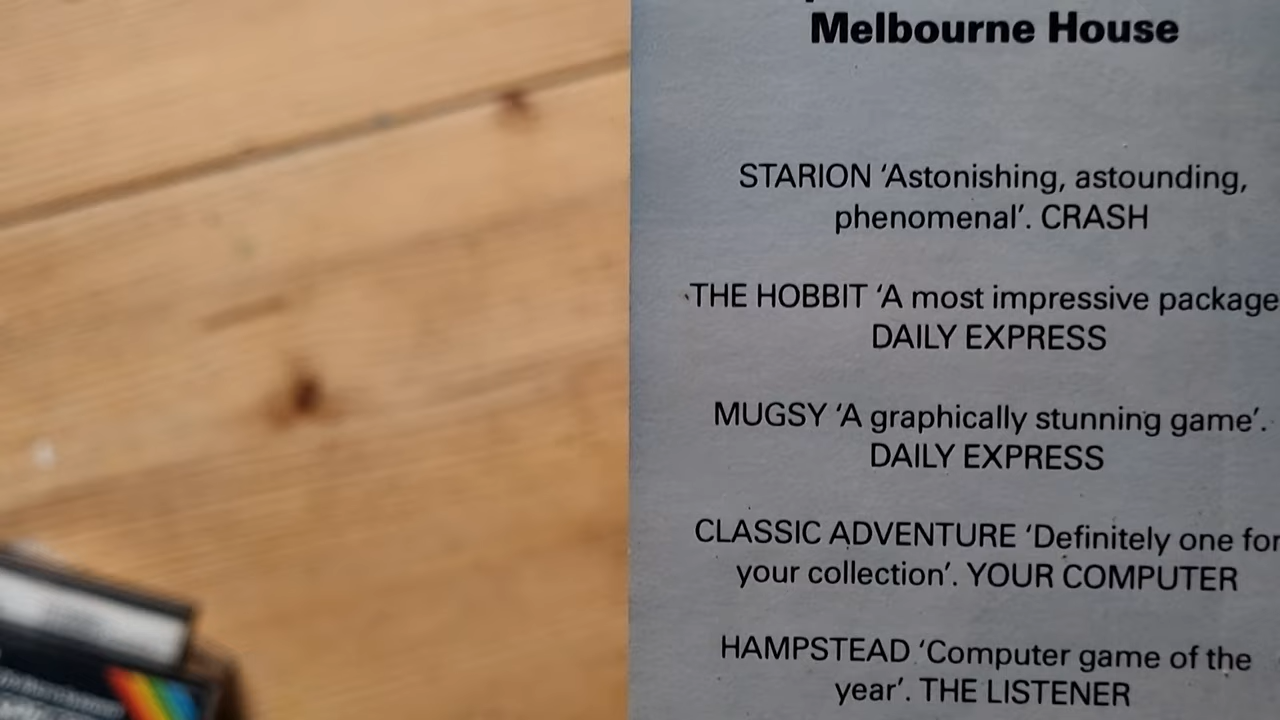 Melbourne House
STARION ‘Astonishing, astounding,
phenomenal’. CRASH
THE HOBBIT ‘A most impressive package
DAILY EXPRESS
MUGSY ‘A graphically stunning game’.
DAILY EXPRESS
CLASSIC ADVENTURE ‘Definitely one for
your collection’. YOUR COMPUTER
HAMPSTEAD ‘Computer game of the
year’. THE LISTENER